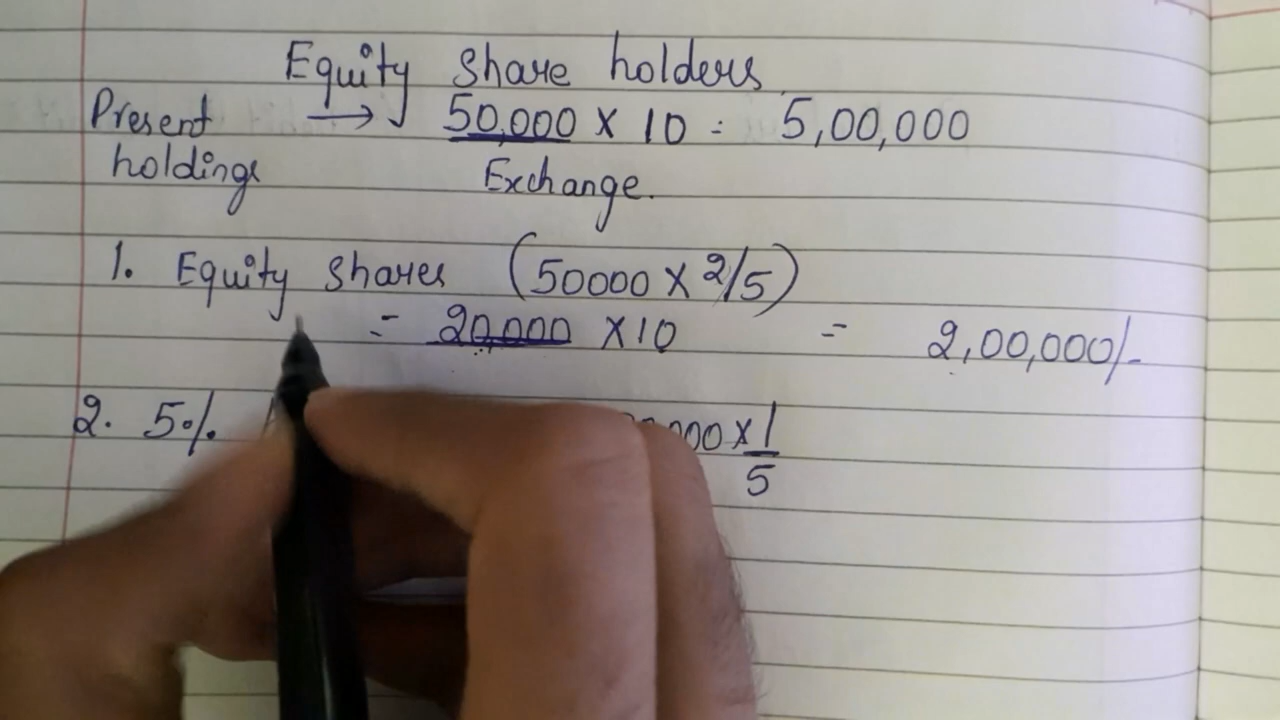 Equity share holders
Present → 50,000 × 10 = 5,00,000
holdings Exchange.
1. Equity shares (50000 × 2/5)
= 20,000 × 10 = 2,00,000/-
2. 5% 000 × 1/5